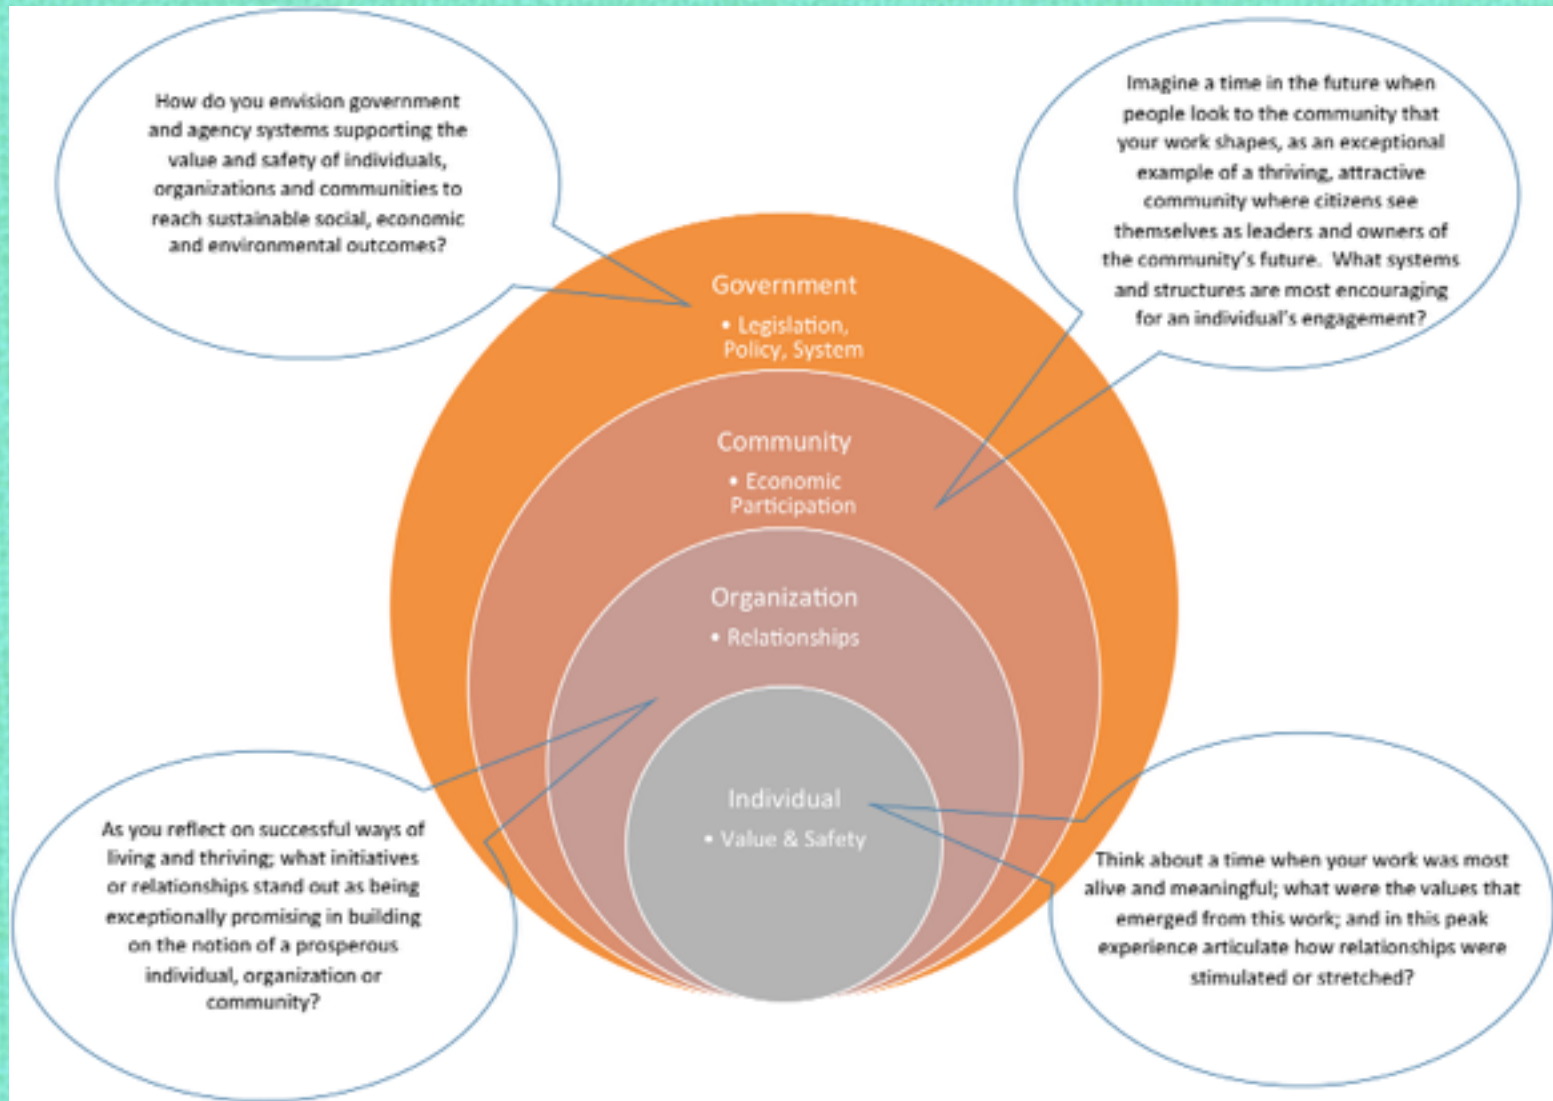 How do you envision government
and agency systems supporting the
value and safety of individuals,
organizations and communities to
reach sustainable social, economic
and environmental outcomes?
Imagine a time in the future when
people look to the community that
your work shapes, as an exceptional
example of a thriving, attractive
community where citizens see
themselves as leaders and owners of
the community's future.  What systems
and structures are most encouraging
for an individual's engagement?
Government
• Legislation,
Policy, System
Community
• Economic
Participation
Organization
• Relationships
Individual
• Value & Safety
As you reflect on successful ways of
living and thriving; what initiatives
or relationships stand out as being
exceptionally promising in building
on the notion of a prosperous
individual, organization or
community?
Think about a time when your work was most
alive and meaningful; what were the values that
emerged from this work; and in this peak
experience articulate how relationships were
stimulated or stretched?